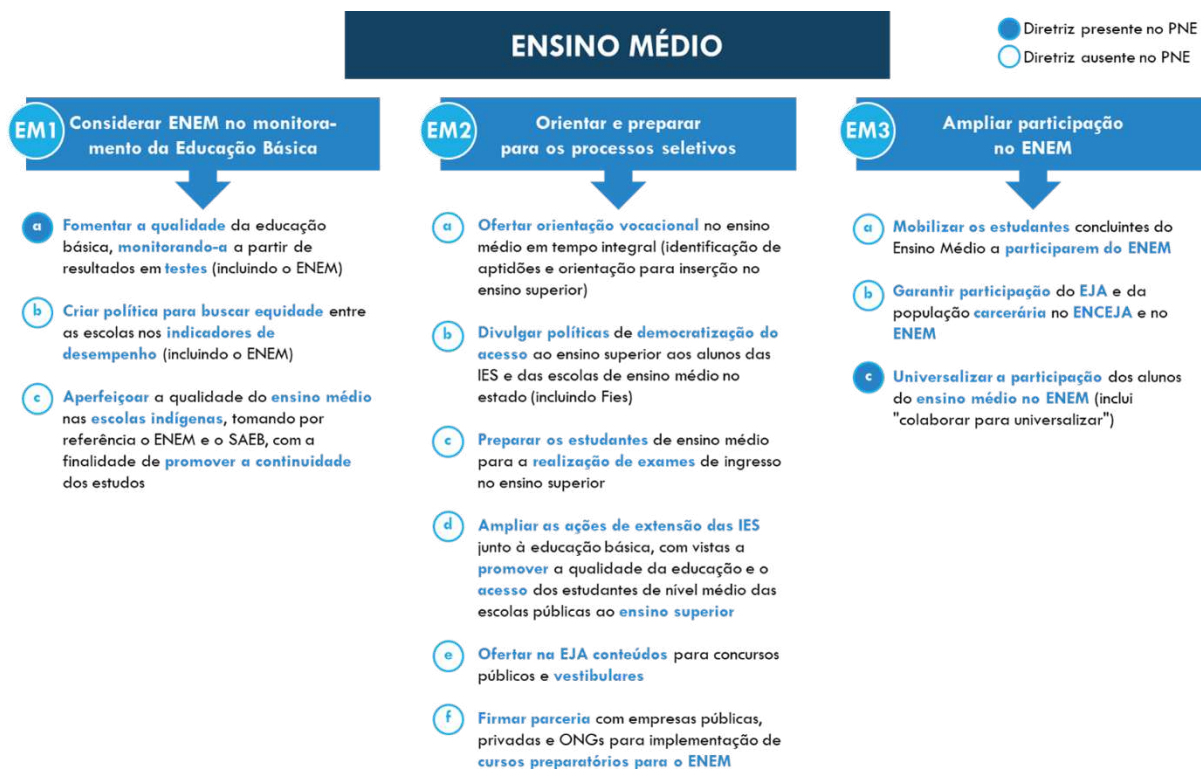 ENSINO MÉDIO
Diretriz presente no PNE
Diretriz ausente no PNE
EM1
Considerar ENEM no monitora-
mento da Educação Básica
a
Fomentar a qualidade da educação
básica, monitorando-a a partir de
resultados em testes (incluindo o ENEM)
b
Criar política para buscar equidade entre
as escolas nos indicadores de
desempenho (incluindo o ENEM)
c
Aperfeiçoar a qualidade do ensino médio
nas escolas indígenas, tomando por
referência o ENEM e o SAEB, com a
finalidade de promover a continuidade
dos estudos
EM2
Orientar e preparar
para os processos seletivos
a
Ofertar orientação vocacional no ensino
médio em tempo integral (identificação de
aptidões e orientação para inserção no
ensino superior)
b
Divulgar políticas de democratização do
acesso ao ensino superior aos alunos das
IES e das escolas de ensino médio no
estado (incluindo Fies)
c
Preparar os estudantes de ensino médio
para a realização de exames de ingresso
no ensino superior
d
Ampliar as ações de extensão das IES
junto à educação básica, com vistas a
promover a qualidade da educação e o
acesso dos estudantes de nível médio das
escolas públicas ao ensino superior
e
Ofertar na EJA conteúdos para concursos
públicos e vestibulares
f
Firmar parceria com empresas públicas,
privadas e ONGs para implementação de
cursos preparatórios para o ENEM
EM3
Ampliar participação
no ENEM
a
Mobilizar os estudantes concluintes do
Ensino Médio a participarem do ENEM
b
Garantir participação do EJA e da
população carcerária no ENCEJA e no
ENEM
c
Universalizar a participação dos alunos
do ensino médio no ENEM (inclui
"colaborar para universalizar")